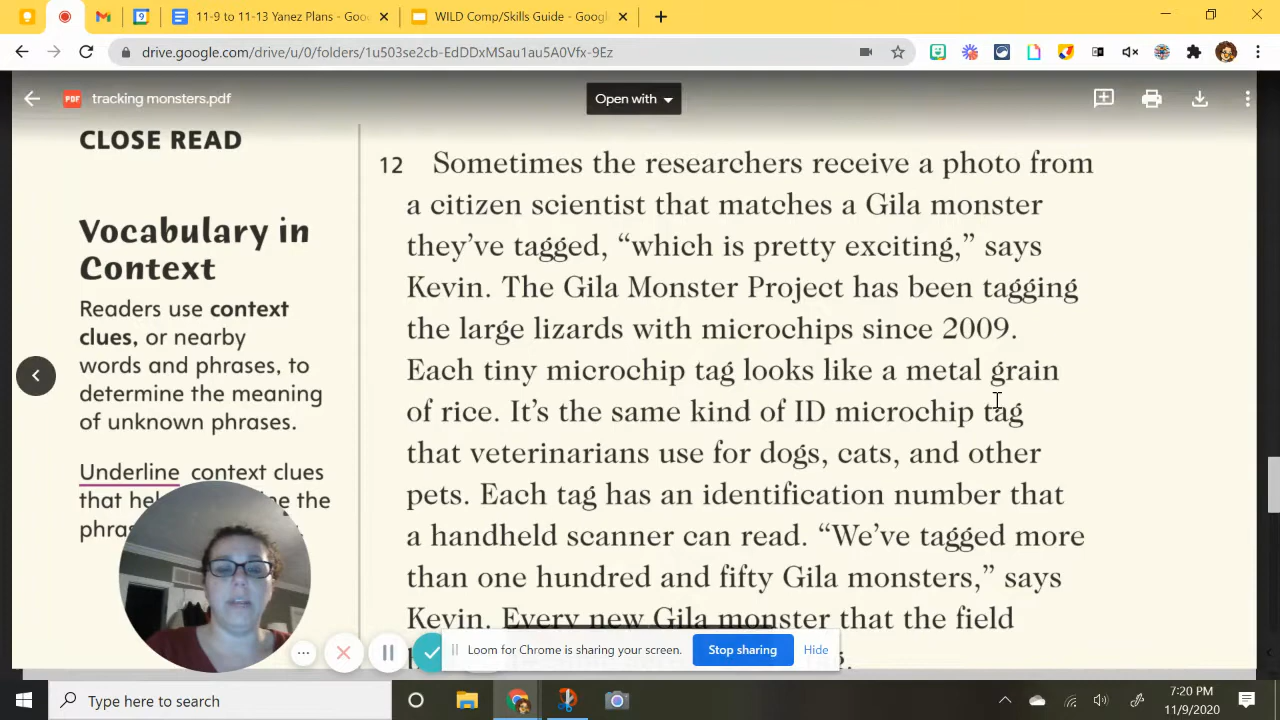 11-9 to 11-13 Yanez Plans - Goo
WILD Comp/Skills Guide - Google
drive.google.com/drive/u/0/folders/1u503se2cb-EdDDxMSau1au5A0Vfx-9Ez
PDF tracking monsters.pdf
Open with
CLOSE READ
Vocabulary in
Context
Readers use context
clues, or nearby
words and phrases, to
determine the meaning
of unknown phrases.
Underline context clues
the
12 Sometimes the researchers receive a photo from
a citizen scientist that matches a Gila monster
they've tagged, “which is pretty exciting,” says
Kevin. The Gila Monster Project has been tagging
the large lizards with microchips since 2009.
Each tiny microchip tag looks like a metal grain
of rice. It's the same kind of ID microchip tag
that veterinarians use for dogs, cats, and other
pets. Each tag has an identification number that
a handheld scanner can read. “We've tagged more
than one hundred and fifty Gila monsters,” says
Kevin. Every new Gila monster that the field
Loom for Chrome is sharing your screen.
Stop sharing
Hide
Type here to search
7:20 PM
11/9/2020